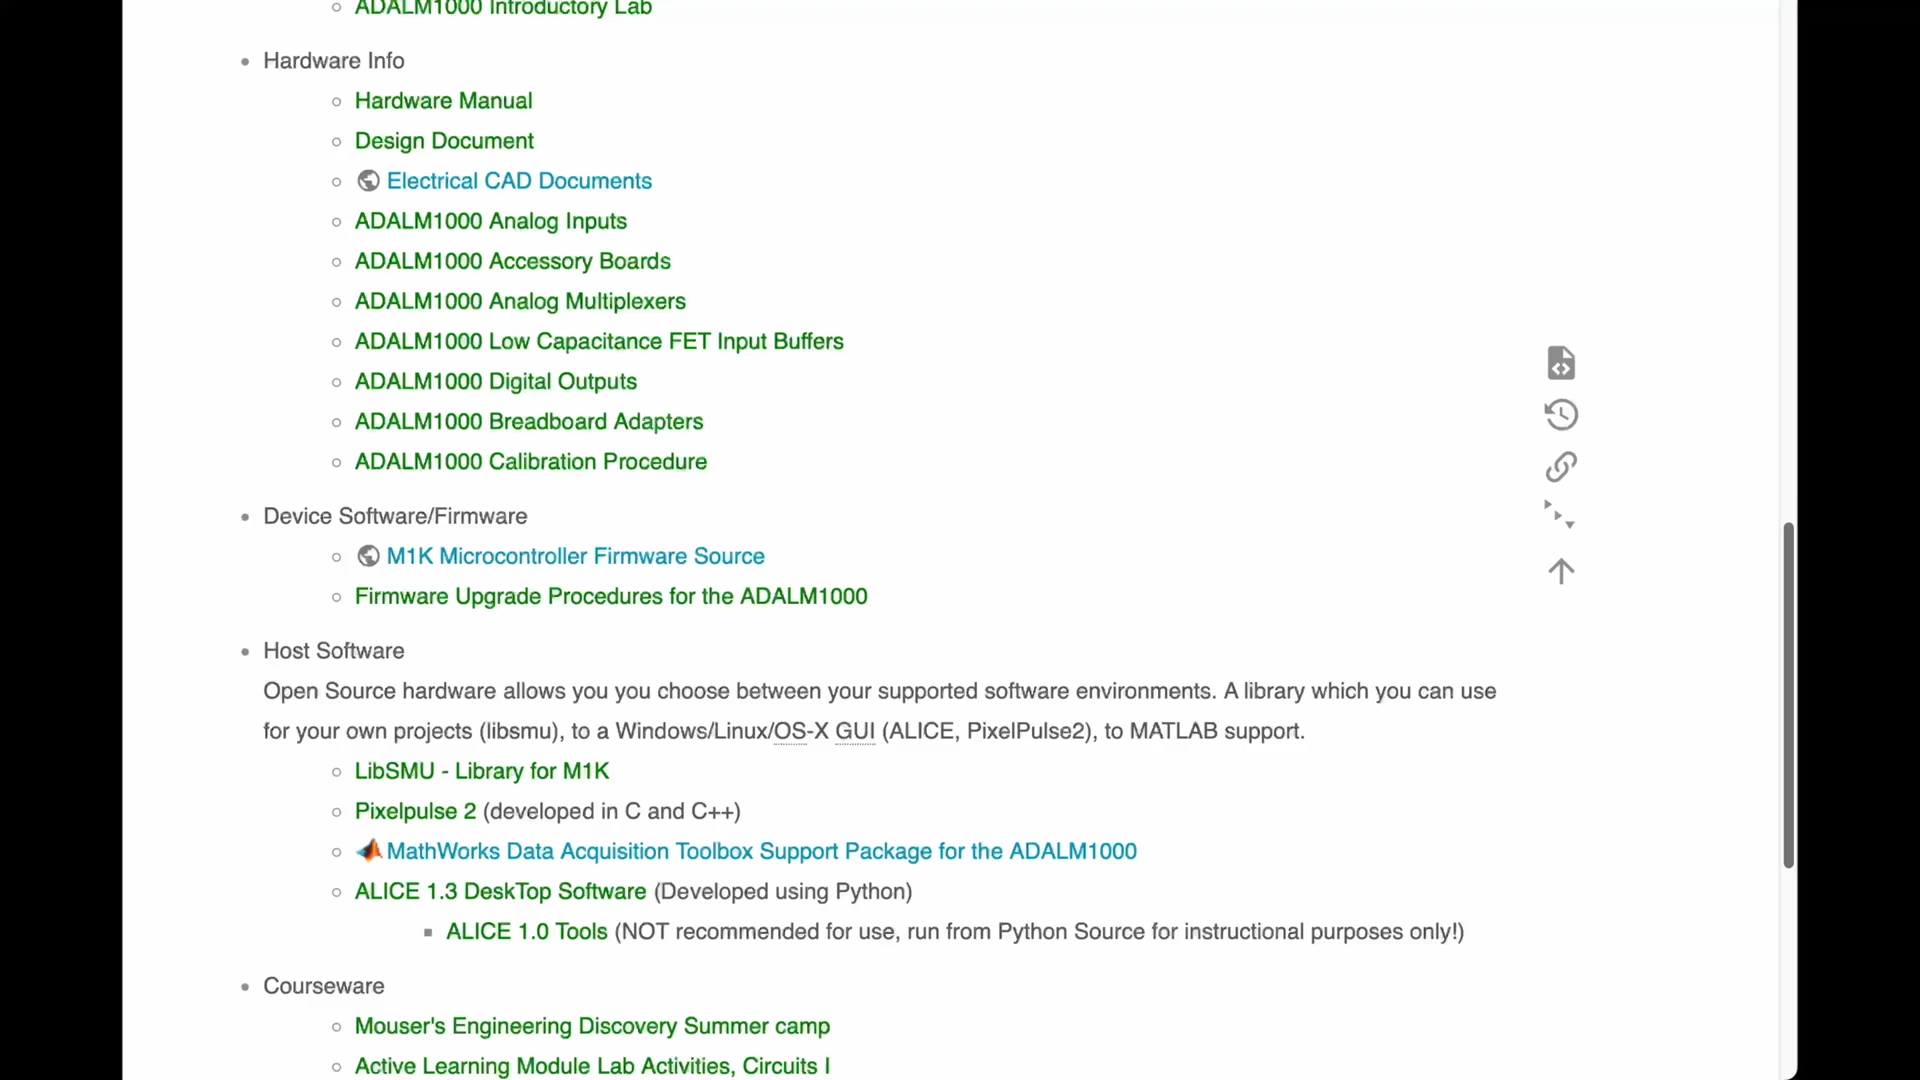 ADALM1000 Introductory Lab
Hardware Info
Hardware Manual
Design Document
Electrical CAD Documents
ADALM1000 Analog Inputs
ADALM1000 Accessory Boards
ADALM1000 Analog Multiplexers
ADALM1000 Low Capacitance FET Input Buffers
ADALM1000 Digital Outputs
ADALM1000 Breadboard Adapters
ADALM1000 Calibration Procedure
Device Software/Firmware
M1K Microcontroller Firmware Source
Firmware Upgrade Procedures for the ADALM1000
Host Software
Open Source hardware allows you you choose between your supported software environments. A library which you can use
for your own projects (libsmu), to a Windows/Linux/OS-X GUI (ALICE, PixelPulse2), to MATLAB support.
LibSMU - Library for M1K
Pixelpulse 2 (developed in C and C++)
MathWorks Data Acquisition Toolbox Support Package for the ADALM1000
ALICE 1.3 DeskTop Software (Developed using Python)
ALICE 1.0 Tools (NOT recommended for use, run from Python Source for instructional purposes only!)
Courseware
Mouser's Engineering Discovery Summer camp
Active Learning Module Lab Activities, Circuits I